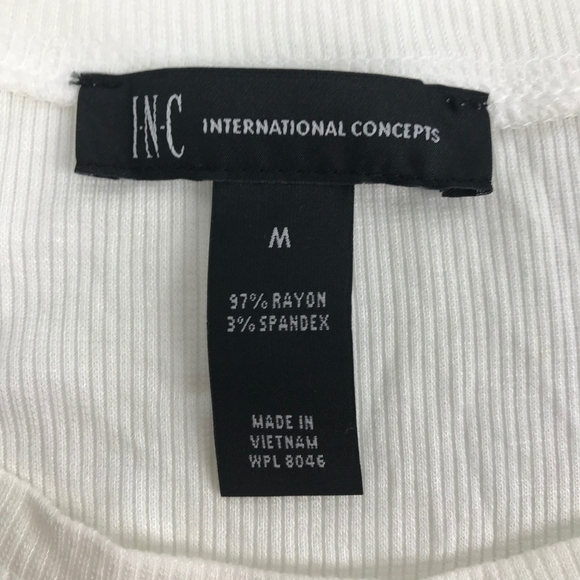 I·N·C INTERNATIONAL CONCEPTS
M
97% RAYON
3% SPANDEX
MADE IN
VIETNAM
WPL 8046